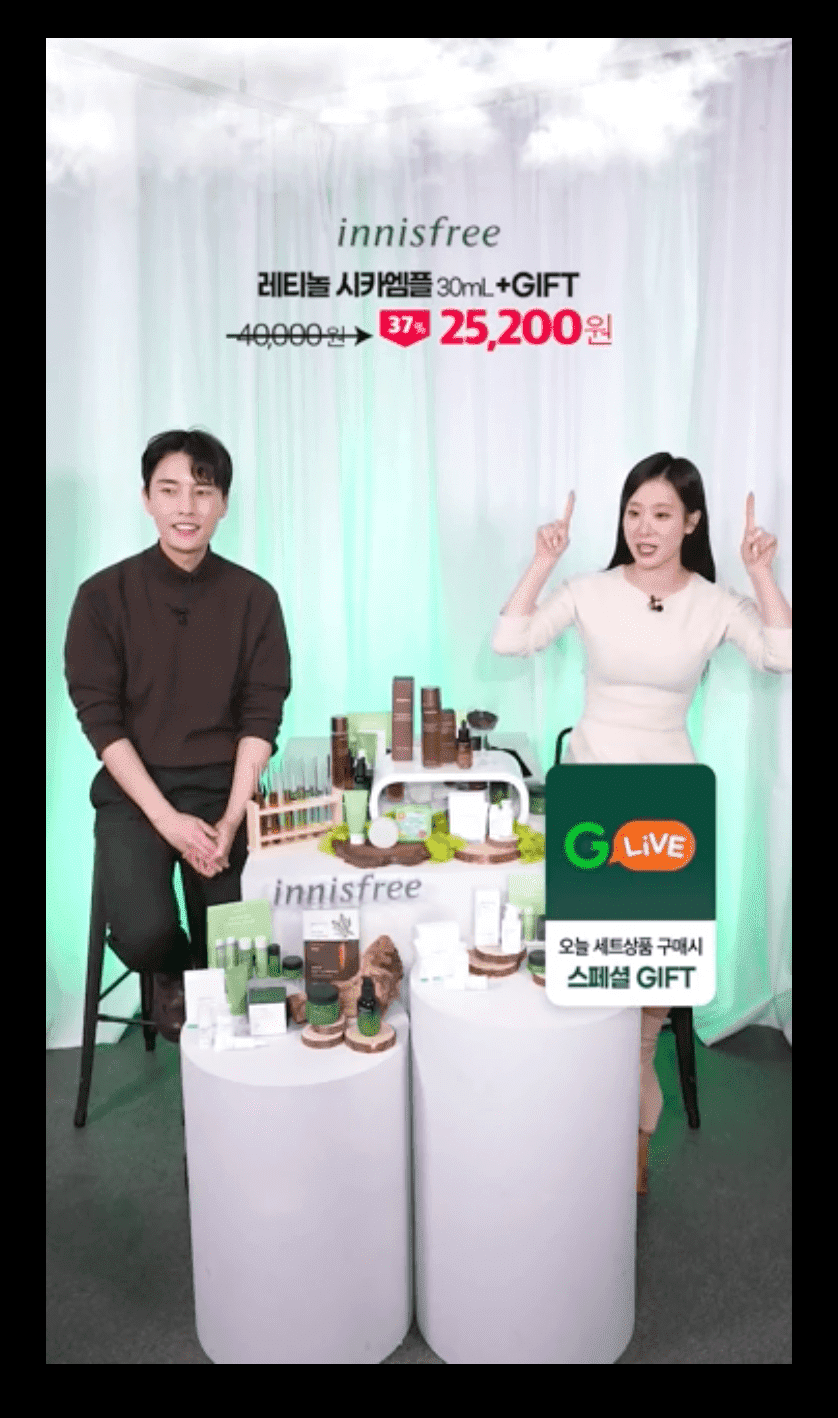 innisfree
레티놀 시카엠플 30mL+GIFT
40,000원 37% 25,200원
innisfree
G LiVE
오늘 세트상품 구매시
스페셜 GIFT